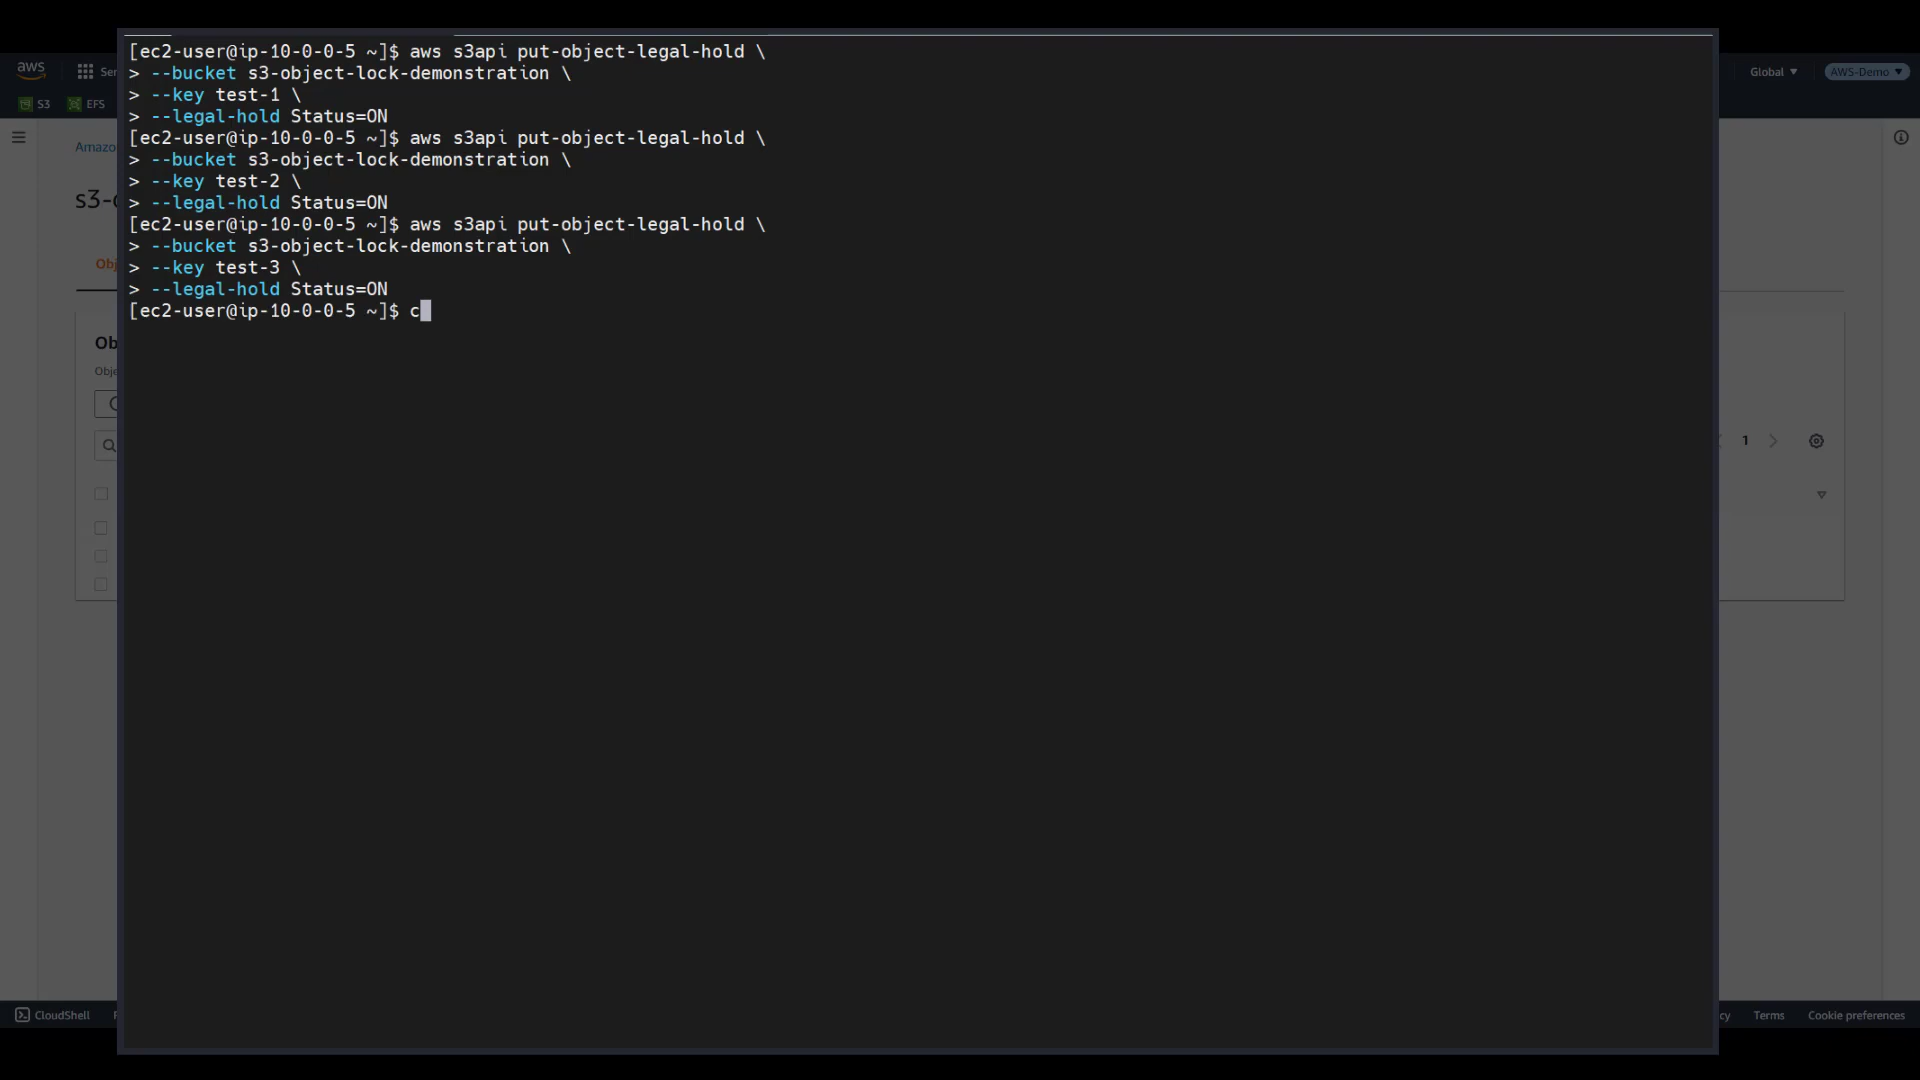 [ec2-user@ip-10-0-0-5 ~]$ aws s3api put-object-legal-hold \
> --bucket s3-object-lock-demonstration \
> --key test-1 \
> --legal-hold Status=ON
[ec2-user@ip-10-0-0-5 ~]$ aws s3api put-object-legal-hold \
> --bucket s3-object-lock-demonstration \
> --key test-2 \
> --legal-hold Status=ON
[ec2-user@ip-10-0-0-5 ~]$ aws s3api put-object-legal-hold \
> --bucket s3-object-lock-demonstration \
> --key test-3 \
> --legal-hold Status=ON
[ec2-user@ip-10-0-0-5 ~]$ c
aws
Global
AWS-Demo
S3 EFS
1
CloudShell
Terms Cookie preferences